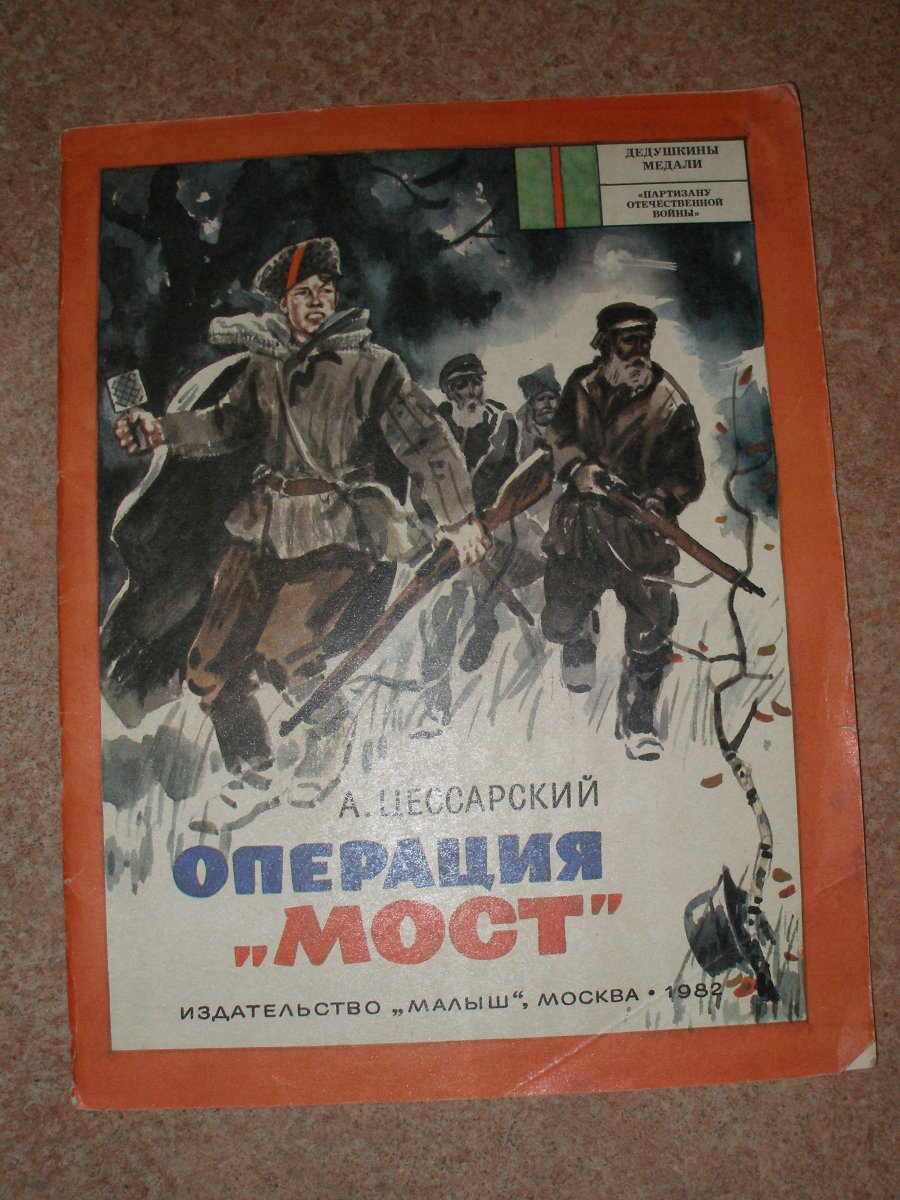 ДЕДУШКИНЫ
МЕДАЛИ
«ПАРТИЗАНУ
ОТЕЧЕСТВЕННОЙ
ВОЙНЫ»
А. ЦЕССАРСКИЙ
ОПЕРАЦИЯ
„МОСТ”
ИЗДАТЕЛЬСТВО „МАЛЫШ“, МОСКВА • 1982